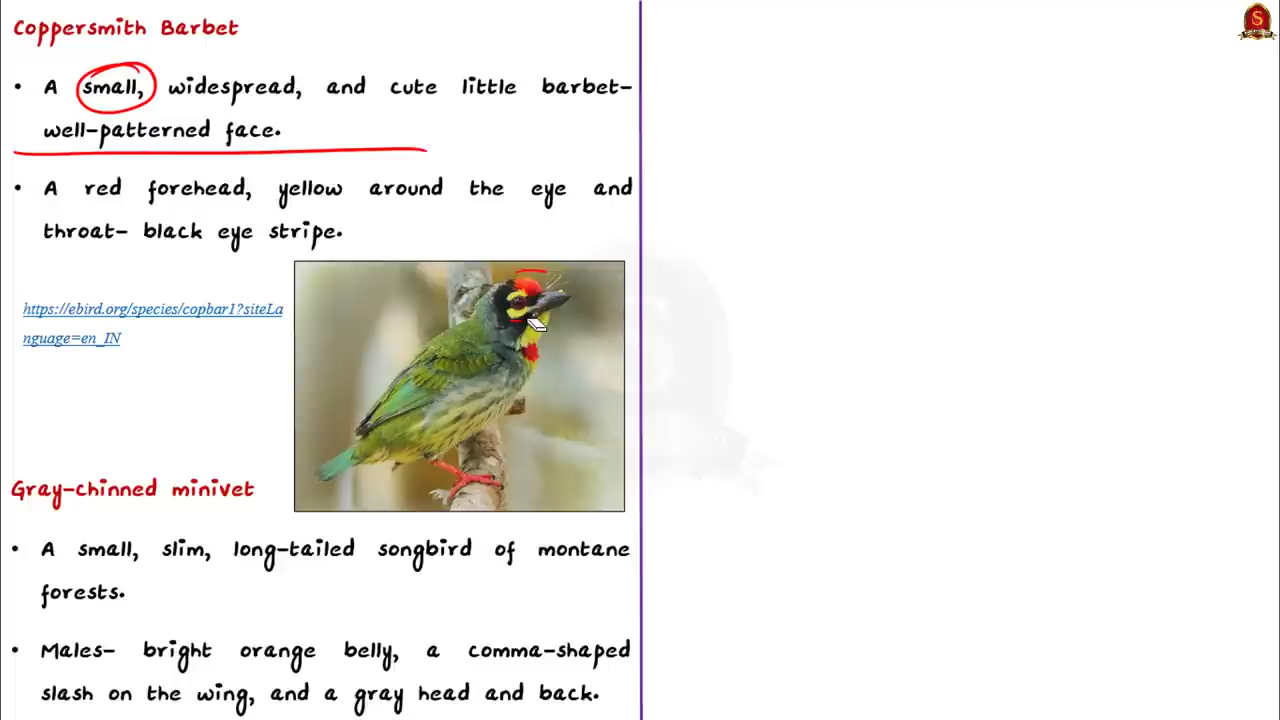 Coppersmith Barbet
• A small, widespread, and cute little barbet-
well-patterned face.
• A red forehead, yellow around the eye and
throat- black eye stripe.
https://ebird.org/species/copbar1?siteLa
nguage=en_IN
Gray-chinned minivet
• A small, slim, long-tailed songbird of montane
forests.
• Males- bright orange belly, a comma-shaped
slash on the wing, and a gray head and back.
S